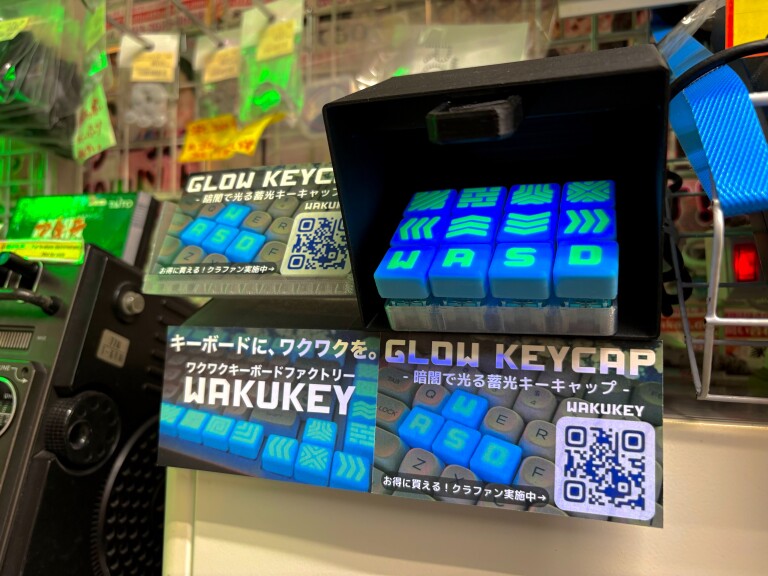 GLOW KEYCA
- 暗闇で光る蓄光キーキャップ
WAKUKEY
W E R
A S D
Z
お得に買える!クラファン実施中→
W A S D
キーボードに、ワクワクを。
ワクワクキーボードファクトリー
WAKUKEY
GLOW KEYCAP
- 暗闇で光る蓄光キーキャップ -
WAKUKEY
Q W E R
LOCK A S D F
Z X C
お得に買える!クラファン実施中→
TAITO